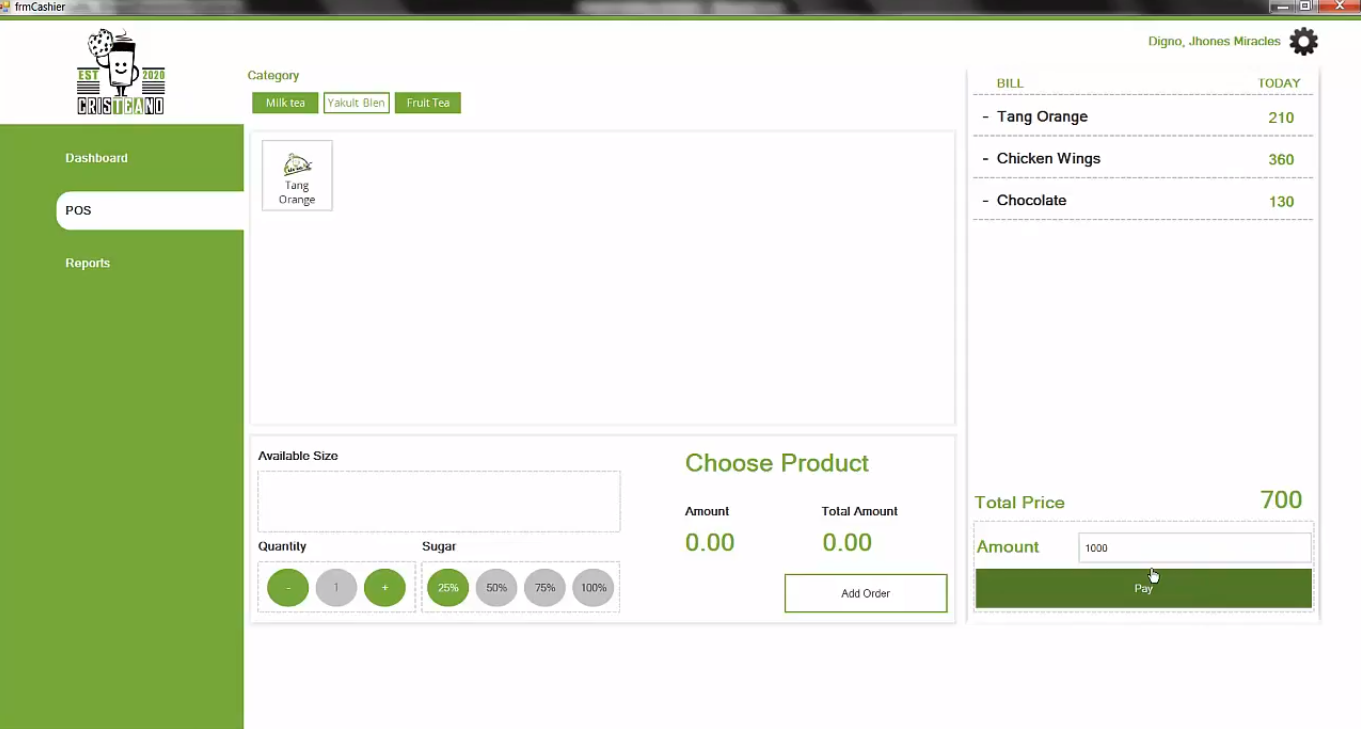 frmCashier
EST 2020
CRISTEANO
Digno, Jhones Miracles
Dashboard
POS
Reports
Category
Milk tea
Yakult Blen
Fruit Tea
Tang
Orange
Available Size
Quantity
Sugar
-
1
+
25%
50%
75%
100%
Choose Product
Amount
Total Amount
0.00
0.00
Add Order
BILL TODAY
- Tang Orange 210
- Chicken Wings 360
- Chocolate 130
Total Price 700
Amount 1000
Pay